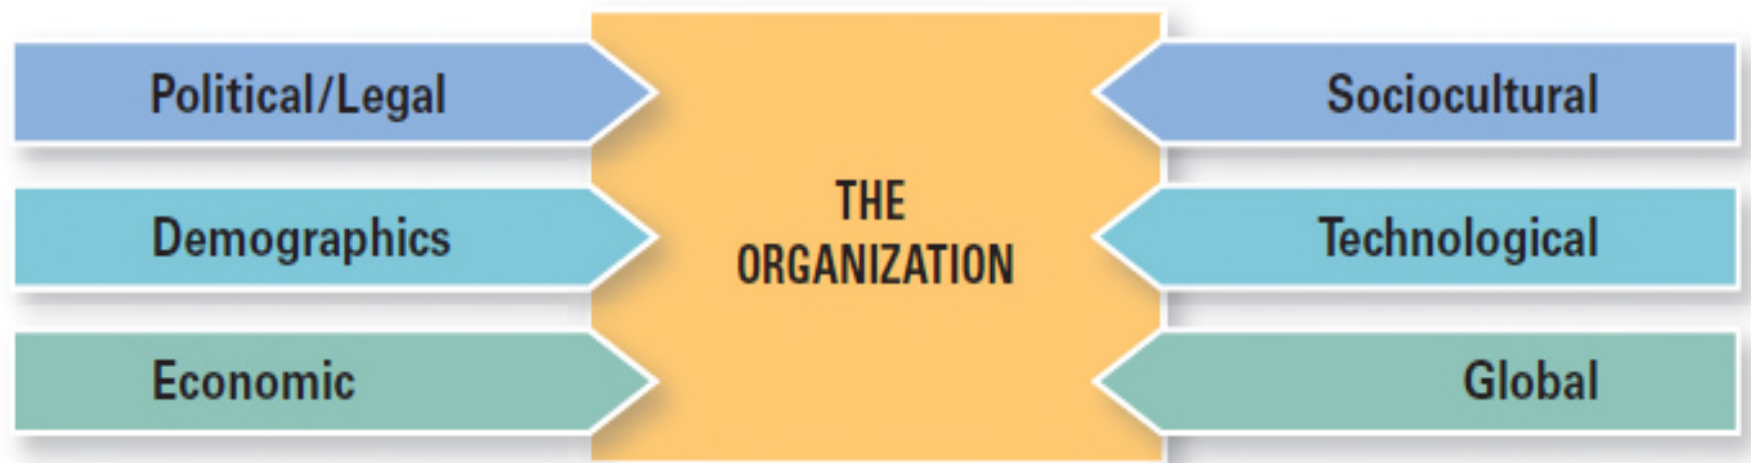 Political/Legal
Demographics
Economic
THE
ORGANIZATION
Sociocultural
Technological
Global